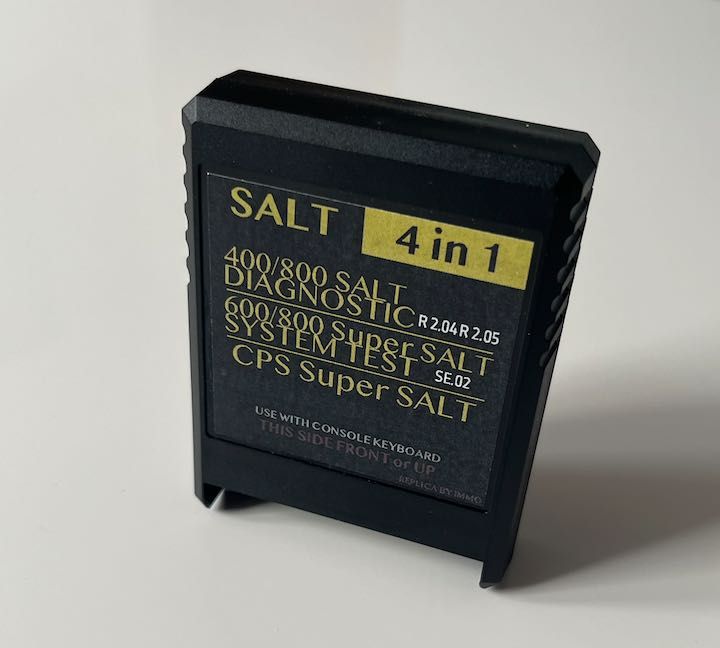 SALT
4 in 1
400/800 SALT
DIAGNOSTIC R 2.04 R 2.05
600/800 Super SALT
SYSTEM TEST SE.02
CPS Super SALT
USE WITH CONSOLE KEYBOARD
THIS SIDE FRONT or UP
REPLICA BY IMMO